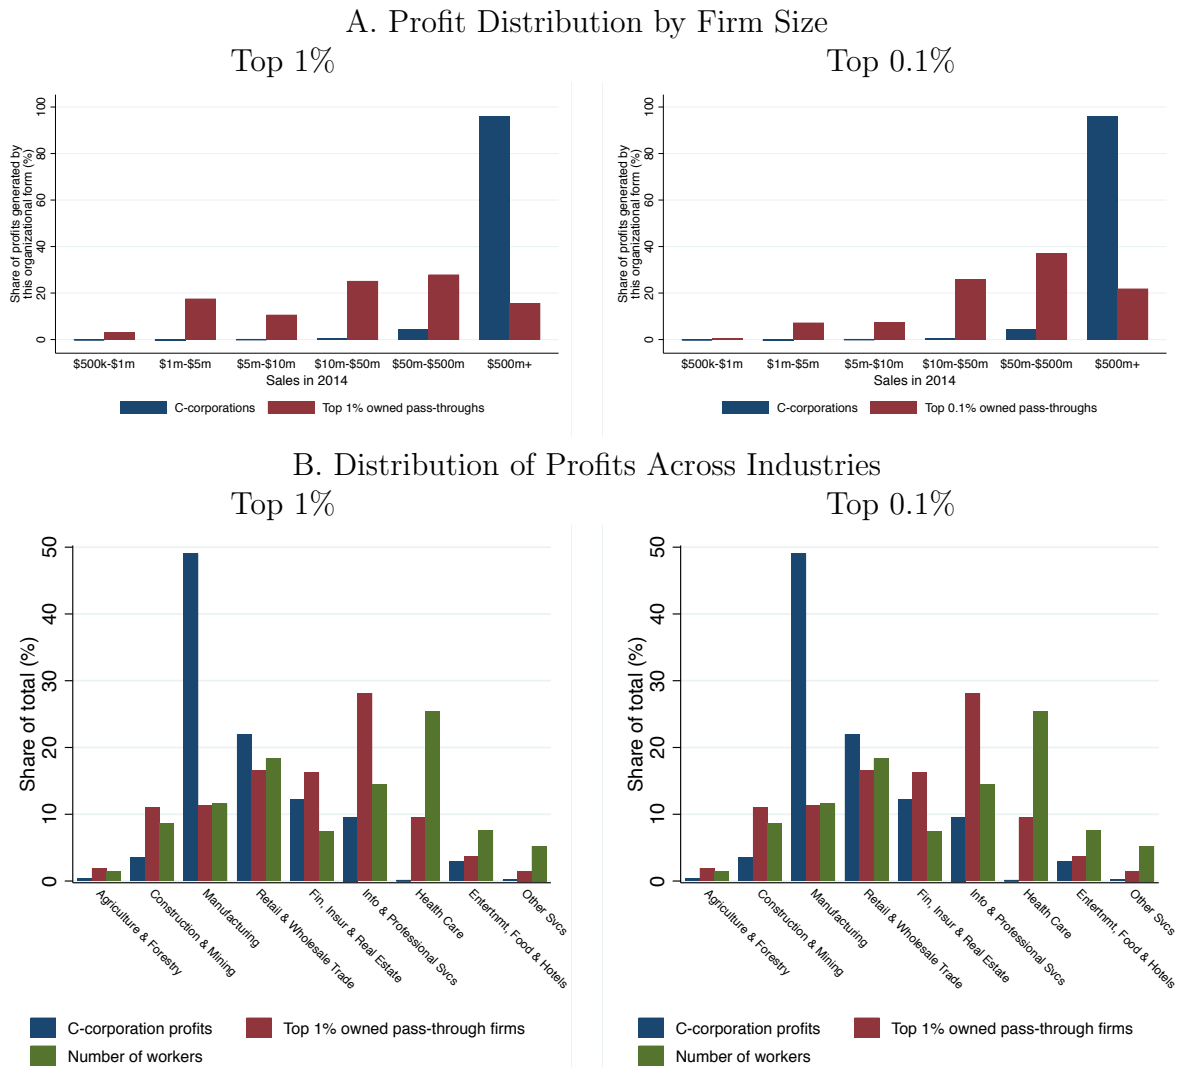 A. Profit Distribution by Firm Size
Top 1%
Share of profits generated by
this organizational form (%)
100
80
60
40
20
0
$500k-$1m $1m-$5m $5m-$10m $10m-$50m $50m-$500m $500m+
Sales in 2014
C-corporations Top 1% owned pass-throughs
Top 0.1%
Share of profits generated by
this organizational form (%)
100
80
60
40
20
0
$500k-$1m $1m-$5m $5m-$10m $10m-$50m $50m-$500m $500m+
Sales in 2014
C-corporations Top 0.1% owned pass-throughs
B. Distribution of Profits Across Industries
Top 1%
Share of total (%)
50
40
30
20
10
0
Agriculture & Forestry
Construction & Mining
Manufacturing
Retail & Wholesale Trade
Fin, Insur & Real Estate
Info & Professional Svcs
Health Care
Entertnmt, Food & Hotels
Other Svcs
C-corporation profits Top 1% owned pass-through firms
Number of workers
Top 0.1%
Share of total (%)
50
40
30
20
10
0
Agriculture & Forestry
Construction & Mining
Manufacturing
Retail & Wholesale Trade
Fin, Insur & Real Estate
Info & Professional Svcs
Health Care
Entertnmt, Food & Hotels
Other Svcs
C-corporation profits Top 1% owned pass-through firms
Number of workers